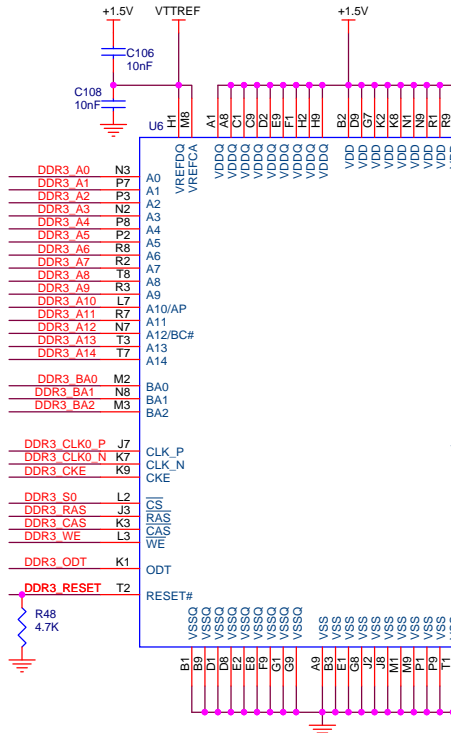 +1.5V VTTREF +1.5V
C106
10nF
C108
10nF
U6
H1 M8 A1 A8 C1 C9 D2 E9 F1 H2 H9 B2 D9 G7 K2 K8 N1 N9 R1 R9
VREFDQ VREFCA VDDQ VDDQ VDDQ VDDQ VDDQ VDDQ VDDQ VDDQ VDDQ VDD VDD VDD VDD VDD VDD VDD VDD VDD
DDR3_A0 N3 A0
DDR3_A1 P7 A1
DDR3_A2 P3 A2
DDR3_A3 N2 A3
DDR3_A4 P8 A4
DDR3_A5 P2 A5
DDR3_A6 R8 A6
DDR3_A7 R2 A7
DDR3_A8 T8 A8
DDR3_A9 R3 A9
DDR3_A10 L7 A10/AP
DDR3_A11 R7 A11
DDR3_A12 N7 A12/BC#
DDR3_A13 T3 A13
DDR3_A14 T7 A14
DDR3_BA0 M2 BA0
DDR3_BA1 N8 BA1
DDR3_BA2 M3 BA2
DDR3_CLK0_P J7 CLK_P
DDR3_CLK0_N K7 CLK_N
DDR3_CKE K9 CKE
DDR3_S0 L2 CS
DDR3_RAS J3 RAS
DDR3_CAS K3 CAS
DDR3_WE L3 WE
DDR3_ODT K1 ODT
DDR3_RESET T2 RESET#
R48
4.7K
VSSQ VSSQ VSSQ VSSQ VSSQ VSSQ VSSQ VSSQ VSSQ VSS VSS VSS VSS VSS VSS VSS VSS VSS VSS VSS
B1 B9 D1 D8 E2 E8 F9 G1 G9 A9 B3 E1 G8 J2 J8 M1 M9 P1 P9 T1